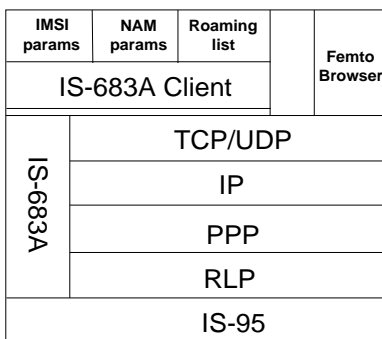 IMSI params
NAM params
Roaming list
Femto Browser
IS-683A Client
IS-683A
TCP/UDP
IP
PPP
RLP
IS-95